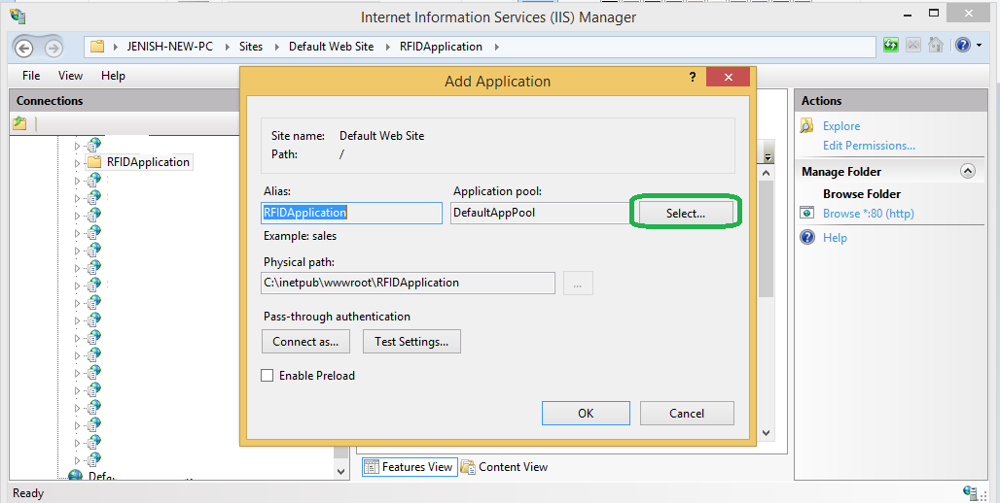 Internet Information Services (IIS) Manager
JENISH-NEW-PC Sites Default Web Site RFIDApplication
File View Help
Connections
RFIDApplication
Add Application
?
Site name: Default Web Site
Path: /
Alias: Application pool:
RFIDApplication DefaultAppPool Select...
Example: sales
Physical path:
C:\inetpub\wwwroot\RFIDApplication ...
Pass-through authentication
Connect as... Test Settings...
Enable Preload
OK Cancel
Features View Content View
Actions
Explore
Edit Permissions...
Manage Folder
Browse Folder
Browse *:80 (http)
Help
Ready